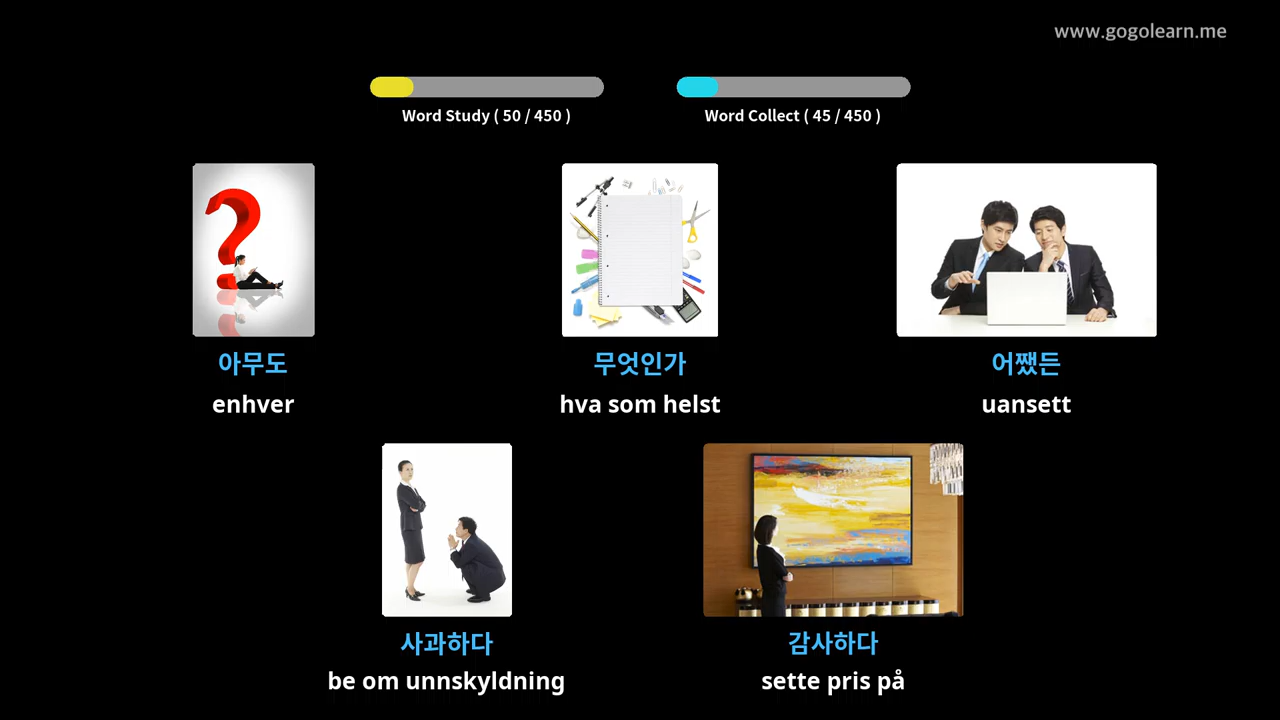 www.gogolearn.me
Word Study ( 50 / 450 )
Word Collect ( 45 / 450 )
아무도
enhver
무엇인가
hva som helst
어쨌든
uansett
사과하다
be om unnskyldning
감사하다
sette pris på